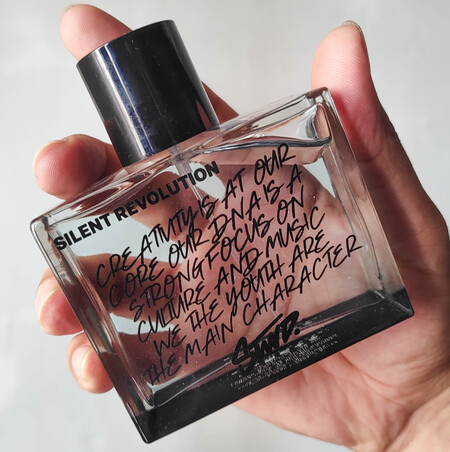 SILENT REVOLUTION
CREATIVITY IS AT OUR
CORE OUR DNA IS A
STRONG FOCUS ON
CULTURE AND MUSIC
WE THE YOUTH ARE
THE MAIN CHARACTER